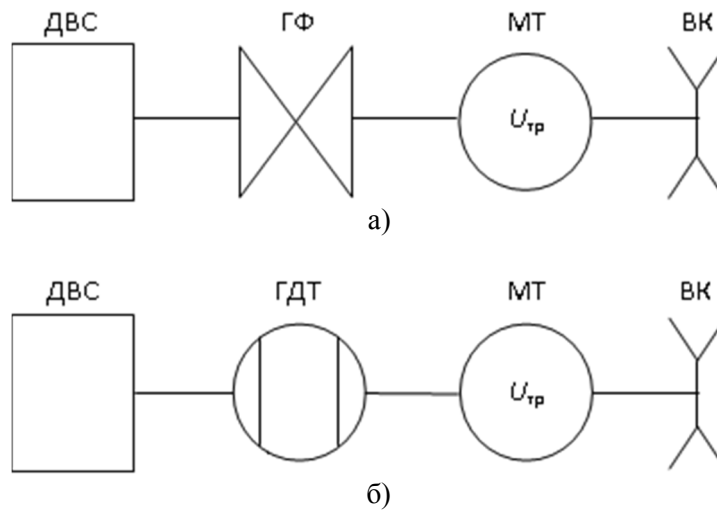 ДВС ГФ МТ ВК
Uтр
а)
ДВС ГДТ МТ ВК
Uтр
б)